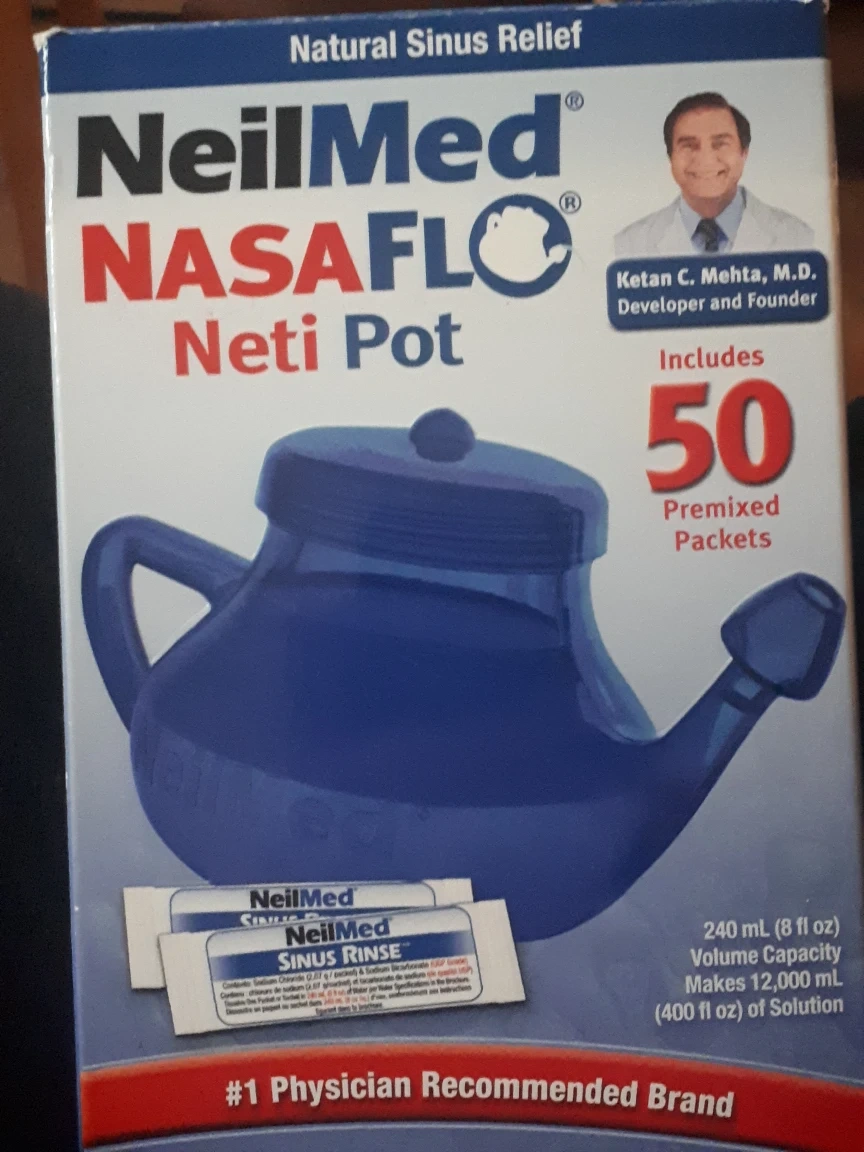 Natural Sinus Relief
NeilMed®
NASAFLO®
Neti Pot
Ketan C. Mehta, M.D.
Developer and Founder
Includes
50
Premixed
Packets
NeilMed
NeilMed
SINUS RINSE™
240 mL (8 fl oz)
Volume Capacity
Makes 12,000 mL
(400 fl oz) of Solution
#1 Physician Recommended Brand